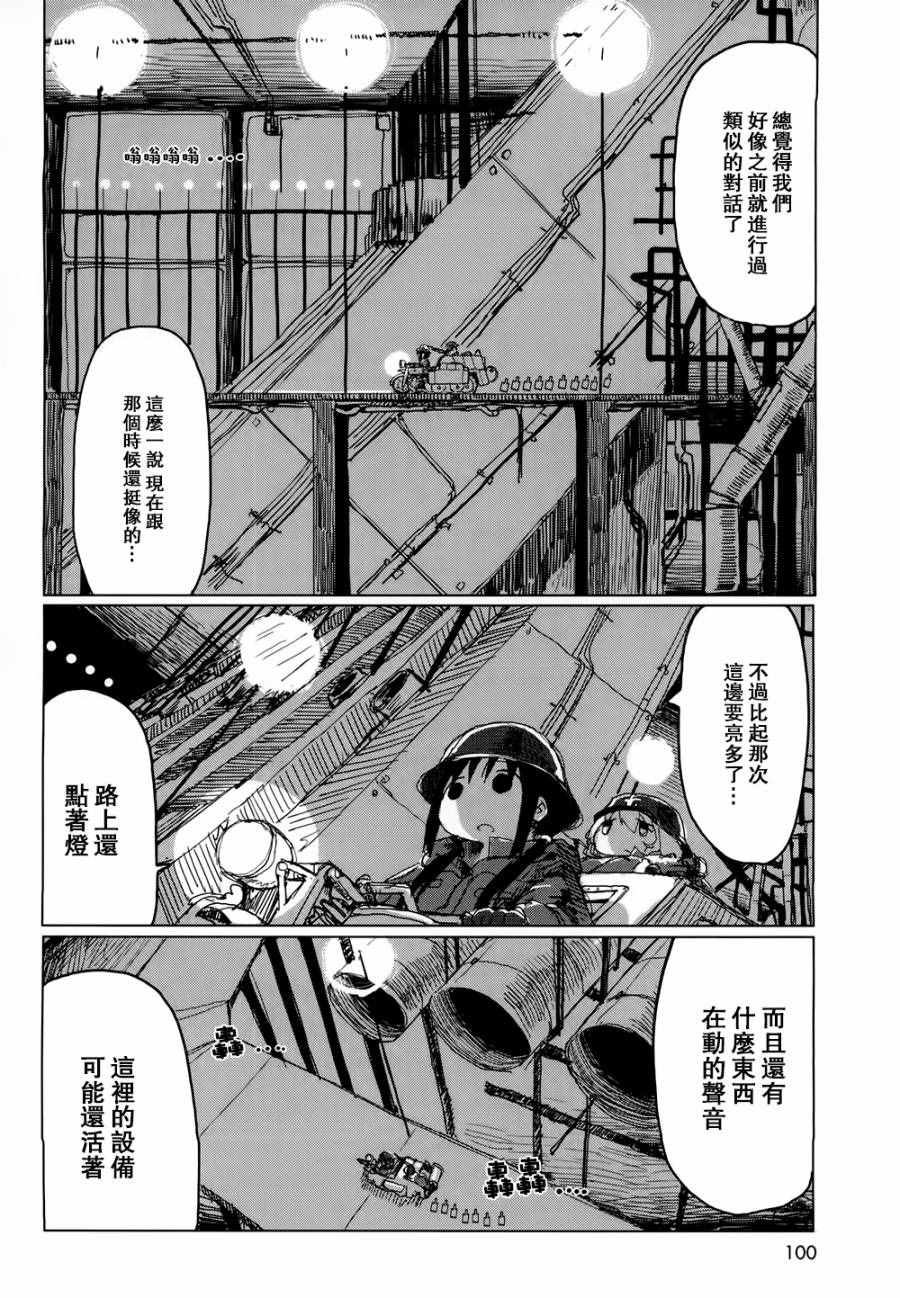 總覺得我們
好像之前就進行過
類似的對話了
嗡嗡嗡嗡‥‥
這麼一說 現在跟
那個時候還挺像的…
不過比起那次
這邊要亮多了…
路上還
點著燈
而且還有
什麼東西
在動的聲音
轟‥‥
這裡的設備
可能還活著
轟轟‥‥
100